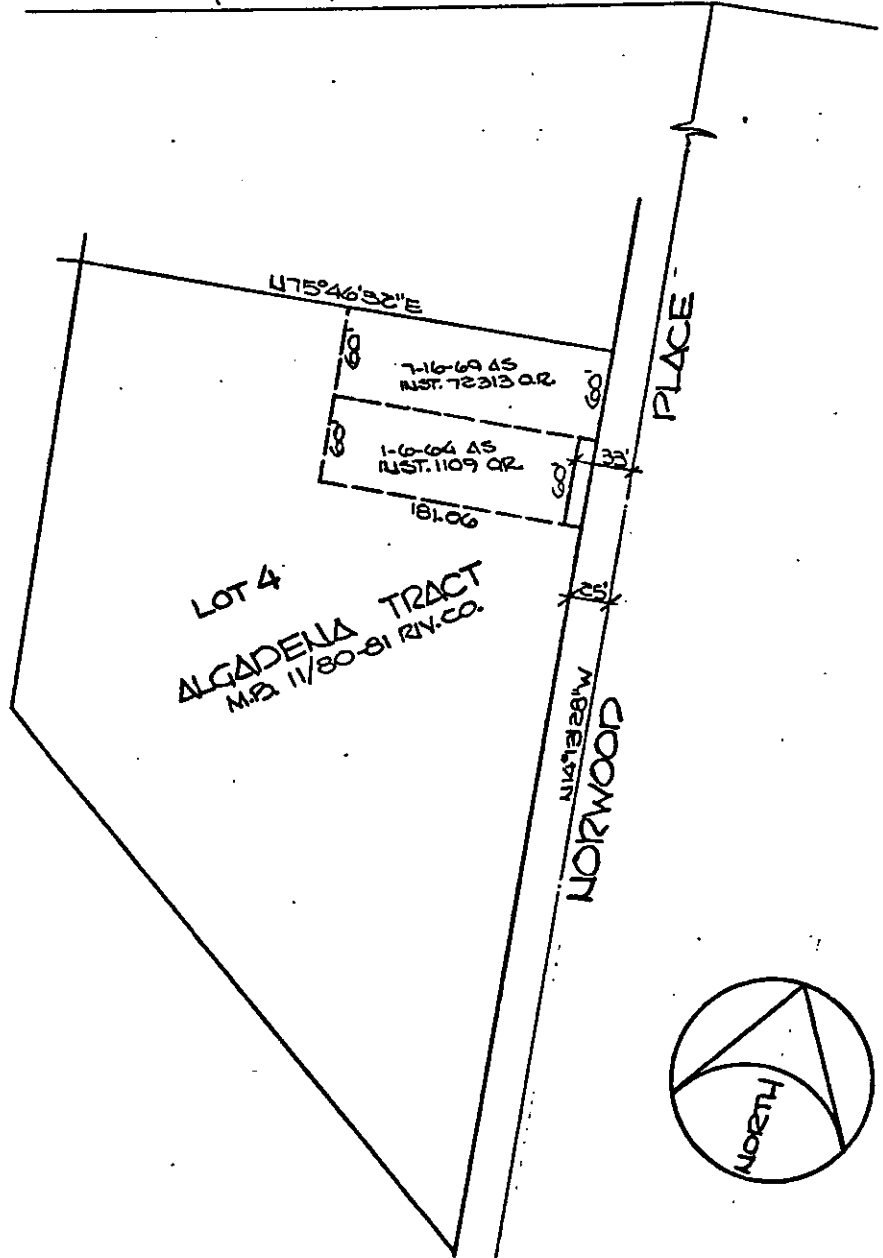 N75°46'32"E
60'
7-16-69 AS
INST. 72313 O.R.
60'
60'
1-6-64 AS
INST. 1109 O.R.
60'
33'
181.06
25'
LOT 4
ALGADENA TRACT
M.B. 11/80-81 RIV. CO.
N14°13'28"W
NORWOOD PLACE
NORTH